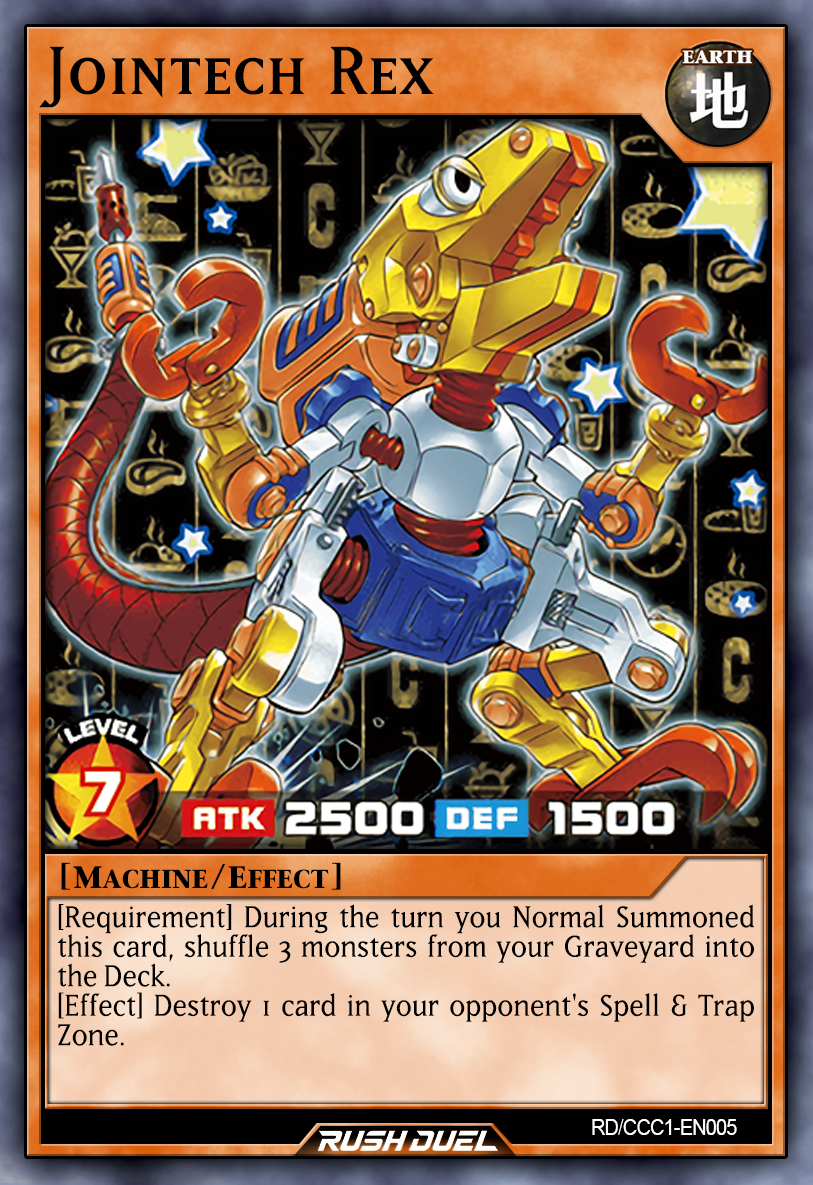 Jointech Rex
EARTH
地
LEVEL
7
ATK 2500 DEF 1500
[Machine/Effect]
[Requirement] During the turn you Normal Summoned
this card, shuffle 3 monsters from your Graveyard into
the Deck.
[Effect] Destroy 1 card in your opponent's Spell & Trap
Zone.
RD/CCC1-EN005
RUSH DUEL